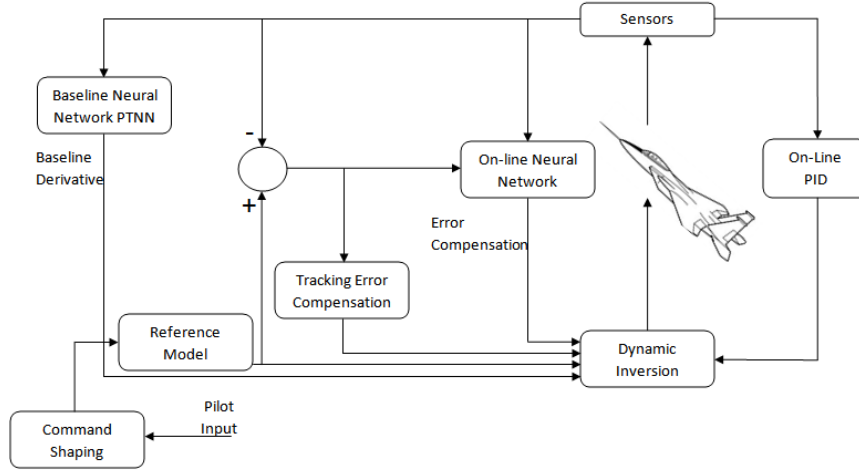 Sensors
Baseline Neural
Network PTNN
-
Baseline
Derivative
On-line Neural
Network
On-Line
PID
+
Error
Compensation
Tracking Error
Compensation
Reference
Model
Dynamic
Inversion
Pilot
Input
Command
Shaping